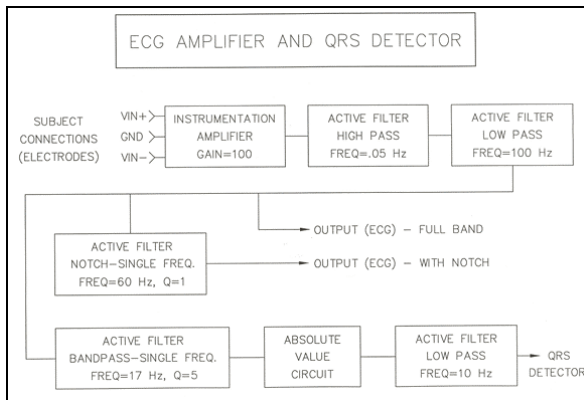 ECG AMPLIFIER AND QRS DETECTOR
SUBJECT
CONNECTIONS
(ELECTRODES)
VIN+
GND
VIN-
INSTRUMENTATION
AMPLIFIER
GAIN=100
ACTIVE FILTER
HIGH PASS
FREQ=.05 Hz
ACTIVE FILTER
LOW PASS
FREQ=100 Hz
OUTPUT (ECG) - FULL BAND
ACTIVE FILTER
NOTCH-SINGLE FREQ.
FREQ=60 Hz, Q=1
OUTPUT (ECG) - WITH NOTCH
ACTIVE FILTER
BANDPASS-SINGLE FREQ.
FREQ=17 Hz, Q=5
ABSOLUTE
VALUE
CIRCUIT
ACTIVE FILTER
LOW PASS
FREQ=10 Hz
QRS
DETECTOR